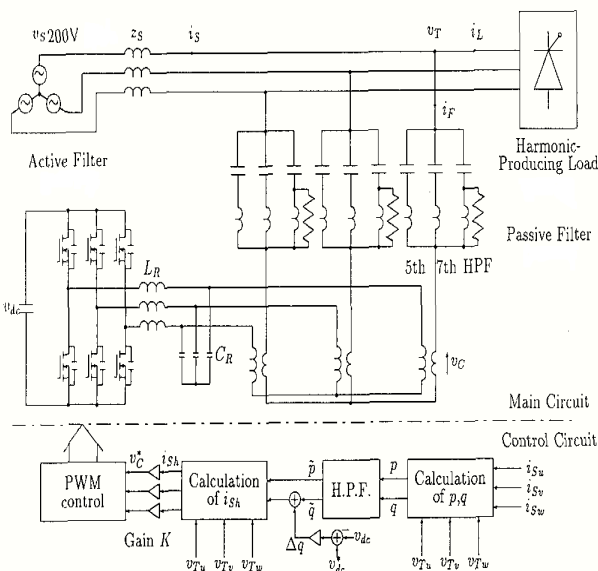 v_S 200V
z_S
i_S
v_T
i_L
i_F
Active Filter
Harmonic-
Producing Load
Passive Filter
5th 7th HPF
L_R
v_dc
C_R
v_C
Main Circuit
Control Circuit
v*_C
i_Sh
p̃
p
PWM
control
Calculation
of i_Sh
H.P.F.
Calculation
of p,q
q̃
q
i_Su
i_Sv
i_Sw
Gain K
Δq
+
+
−
v_dc
v_dc
v_Tu
v_Tv
v_Tw
v_Tu
v_Tv
v_Tw